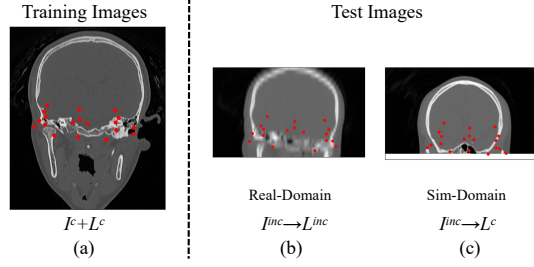 Training Images
Test Images
Real-Domain
Sim-Domain
I^c+L^c
I^inc→L^inc
I^inc→L^c
(a)
(b)
(c)